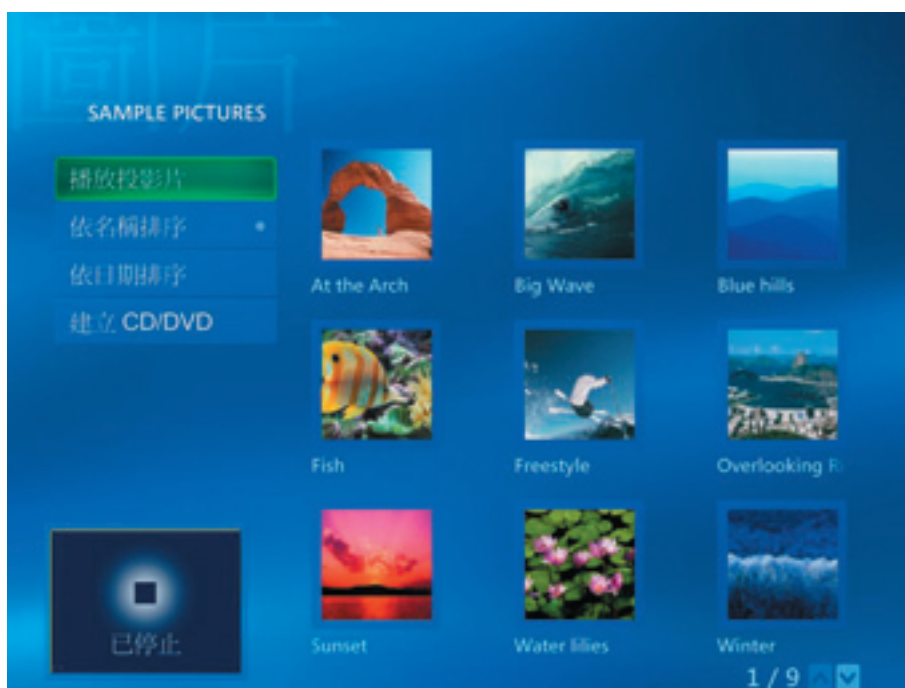 圖片
SAMPLE PICTURES
播放投影片
依名稱排序
依日期排序
建立 CD/DVD
At the Arch
Big Wave
Blue hills
Fish
Freestyle
Overlooking R
Sunset
Water lilies
Winter
已停止
1 / 9